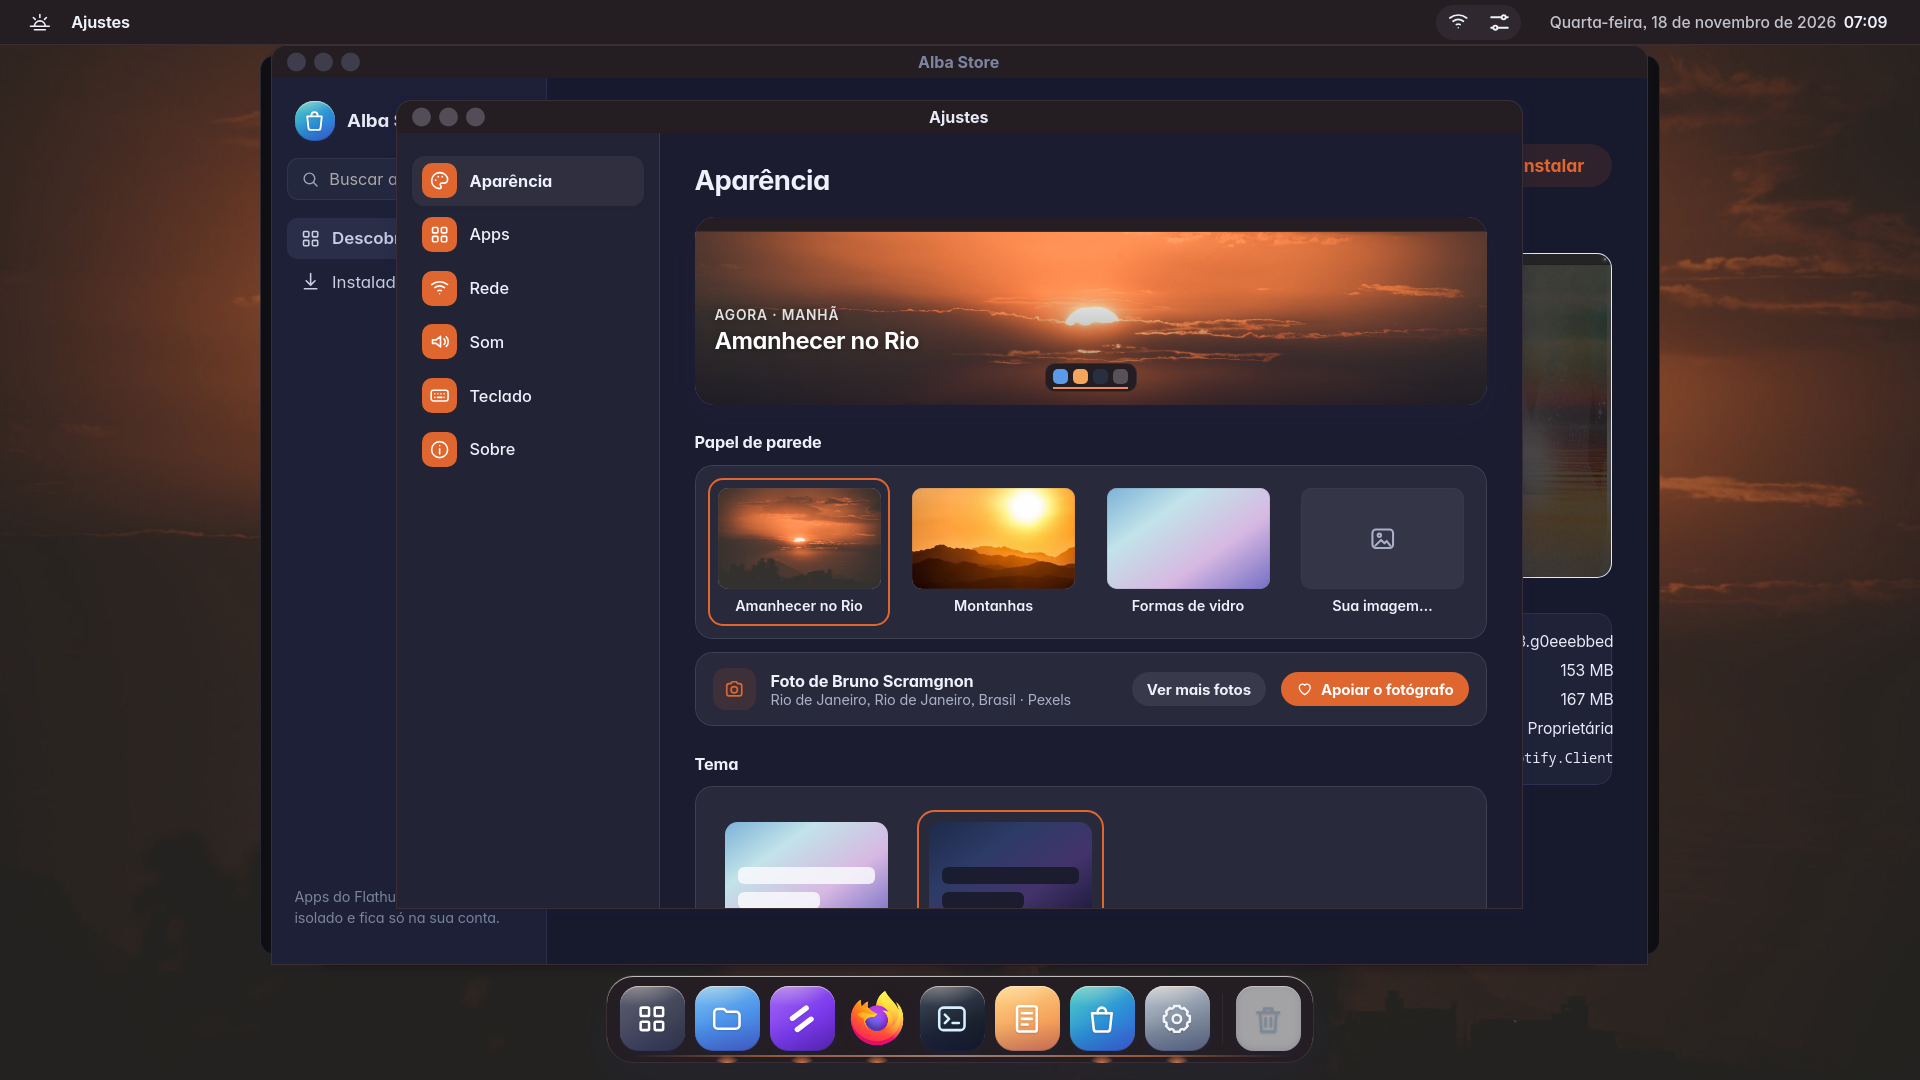 Ajustes
Quarta-feira, 18 de novembro de 2026 07:09
Alba Store
Alba
Buscar a
Descob
Instalad
Apps do Flathu
isolado e fica só na sua conta.
Ajustes
Aparência
Apps
Rede
Som
Teclado
Sobre
Aparência
AGORA · MANHÃ
Amanhecer no Rio
Papel de parede
Amanhecer no Rio
Montanhas
Formas de vidro
Sua imagem...
Foto de Bruno Scramgnon
Rio de Janeiro, Rio de Janeiro, Brasil · Pexels
Ver mais fotos
Apoiar o fotógrafo
Tema
nstalar
.g0eeebbed
153 MB
167 MB
Proprietária
tify.Client